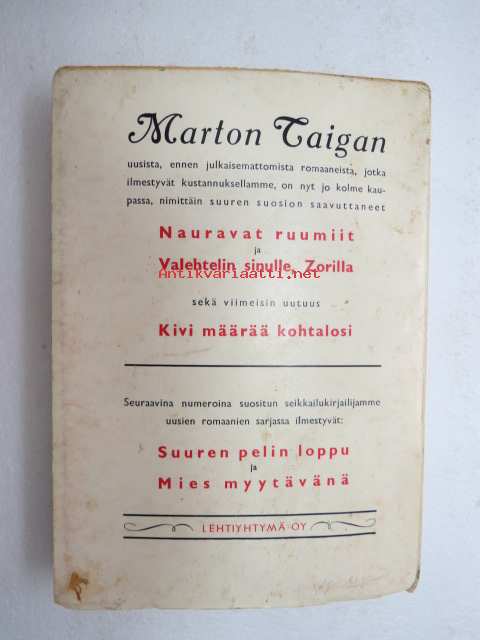 Marton Taigan
uusista, ennen julkaisemattomista romaaneista, jotka
ilmestyvät kustannuksellamme, on nyt jo kolme kau-
passa, nimittäin suuren suosion saavuttaneet
Nauravat ruumiit
ja
Valehtelin sinulle, Zorilla
Antikvariaatti.net
sekä viimeisin uutuus
Kivi määrää kohtalosi
Seuraavina numeroina suositun seikkailukirjailijamme
uusien romaanien sarjassa ilmestyvät:
Suuren pelin loppu
ja
Mies myytävänä
LEHTIYHTYMÄ OY